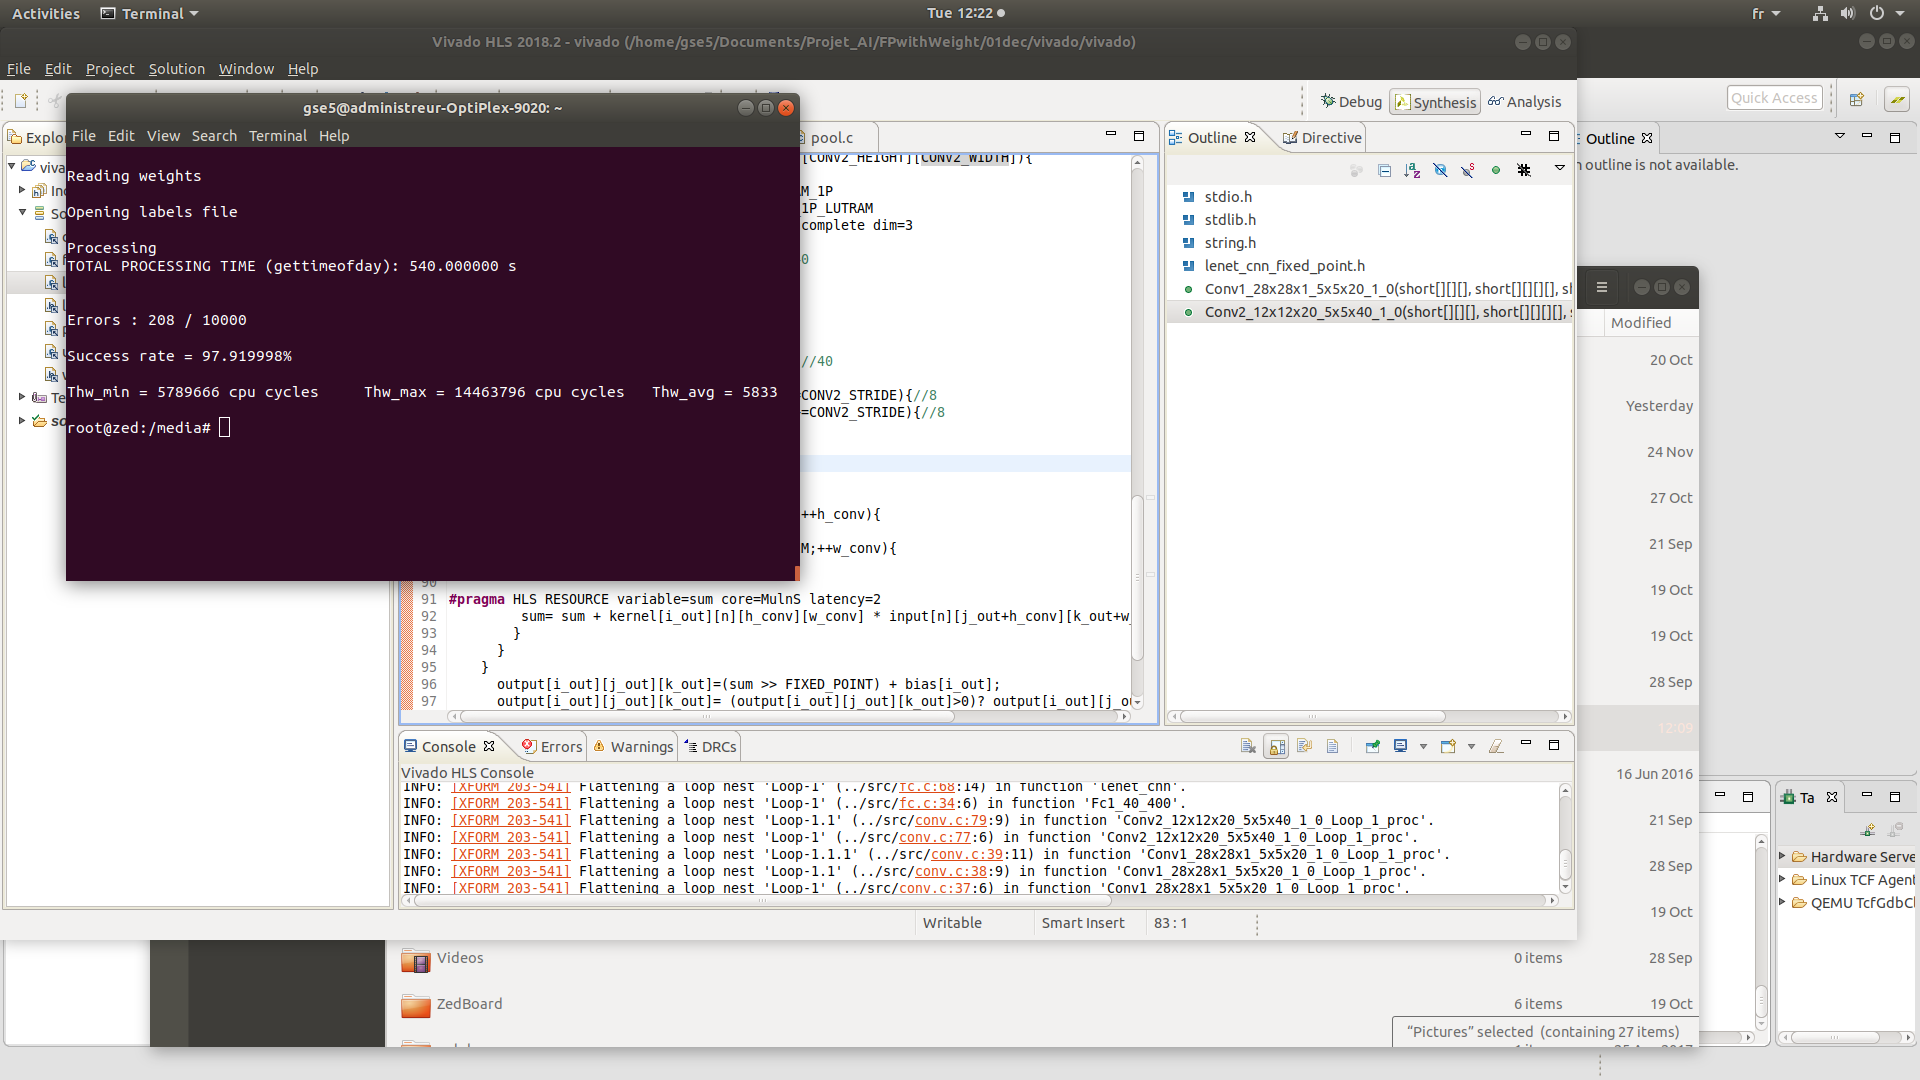 Activities
Terminal
Tue 12:22
fr
Vivado HLS 2018.2 - vivado (/home/gse5/Documents/Projet_AI/FPwithWeight/01dec/vivado/vivado)
File Edit Project Solution Window Help
Debug Synthesis Analysis
Quick Access
gse5@administreur-OptiPlex-9020: ~
File Edit View Search Terminal Help
Reading weights
Opening labels file
Processing
TOTAL PROCESSING TIME (gettimeofday): 540.000000 s
Errors : 208 / 10000
Success rate = 97.919998%
Thw_min = 5789666 cpu cycles Thw_max = 14463796 cpu cycles Thw_avg = 5833
root@zed:/media#
Explo
viva
In
So
Te
so
pool.c
[CONV2_HEIGHT][CONV2_WIDTH]){
M_1P
1P_LUTRAM
complete dim=3
0
//40
=CONV2_STRIDE){//8
=CONV2_STRIDE){//8
++h_conv){
M;++w_conv){
90
91 #pragma HLS RESOURCE variable=sum core=MulnS latency=2
92 sum= sum + kernel[i_out][n][h_conv][w_conv] * input[n][j_out+h_conv][k_out+w_
93 }
94 }
95 }
96 output[i_out][j_out][k_out]=(sum >> FIXED_POINT) + bias[i_out];
97 output[i_out][j_out][k_out]= (output[i_out][j_out][k_out]>0)? output[i_out][j_ou
Outline Directive
stdio.h
stdlib.h
string.h
lenet_cnn_fixed_point.h
Conv1_28x28x1_5x5x20_1_0(short[][][], short[][][][], sh
Conv2_12x12x20_5x5x40_1_0(short[][][], short[][][][], s
Outline
n outline is not available.
Modified
20 Oct
Yesterday
24 Nov
27 Oct
21 Sep
19 Oct
19 Oct
28 Sep
12:09
16 Jun 2016
21 Sep
28 Sep
19 Oct
Console Errors Warnings DRCs
Vivado HLS Console
INFO: [XFORM 203-541] Flattening a loop nest 'Loop-1' (../src/fc.c:68:14) in function 'lenet_cnn'.
INFO: [XFORM 203-541] Flattening a loop nest 'Loop-1' (../src/fc.c:34:6) in function 'Fc1_40_400'.
INFO: [XFORM 203-541] Flattening a loop nest 'Loop-1.1' (../src/conv.c:79:9) in function 'Conv2_12x12x20_5x5x40_1_0_Loop_1_proc'.
INFO: [XFORM 203-541] Flattening a loop nest 'Loop-1' (../src/conv.c:77:6) in function 'Conv2_12x12x20_5x5x40_1_0_Loop_1_proc'.
INFO: [XFORM 203-541] Flattening a loop nest 'Loop-1.1.1' (../src/conv.c:39:11) in function 'Conv1_28x28x1_5x5x20_1_0_Loop_1_proc'.
INFO: [XFORM 203-541] Flattening a loop nest 'Loop-1.1' (../src/conv.c:38:9) in function 'Conv1_28x28x1_5x5x20_1_0_Loop_1_proc'.
INFO: [XFORM 203-541] Flattening a loop nest 'Loop-1' (../src/conv.c:37:6) in function 'Conv1_28x28x1_5x5x20_1_0_Loop_1_proc'.
Writable
Smart Insert
83 : 1
Ta
Hardware Serve
Linux TCF Agent
QEMU TcfGdbCl
Videos 0 items 28 Sep
ZedBoard 6 items 19 Oct
"Pictures" selected (containing 27 items)